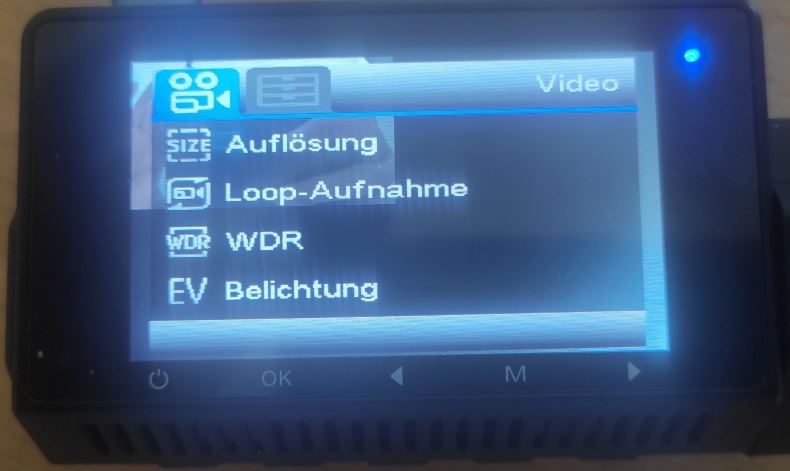 Video
SIZE Auflösung
Loop-Aufnahme
WDR WDR
EV Belichtung
OK M